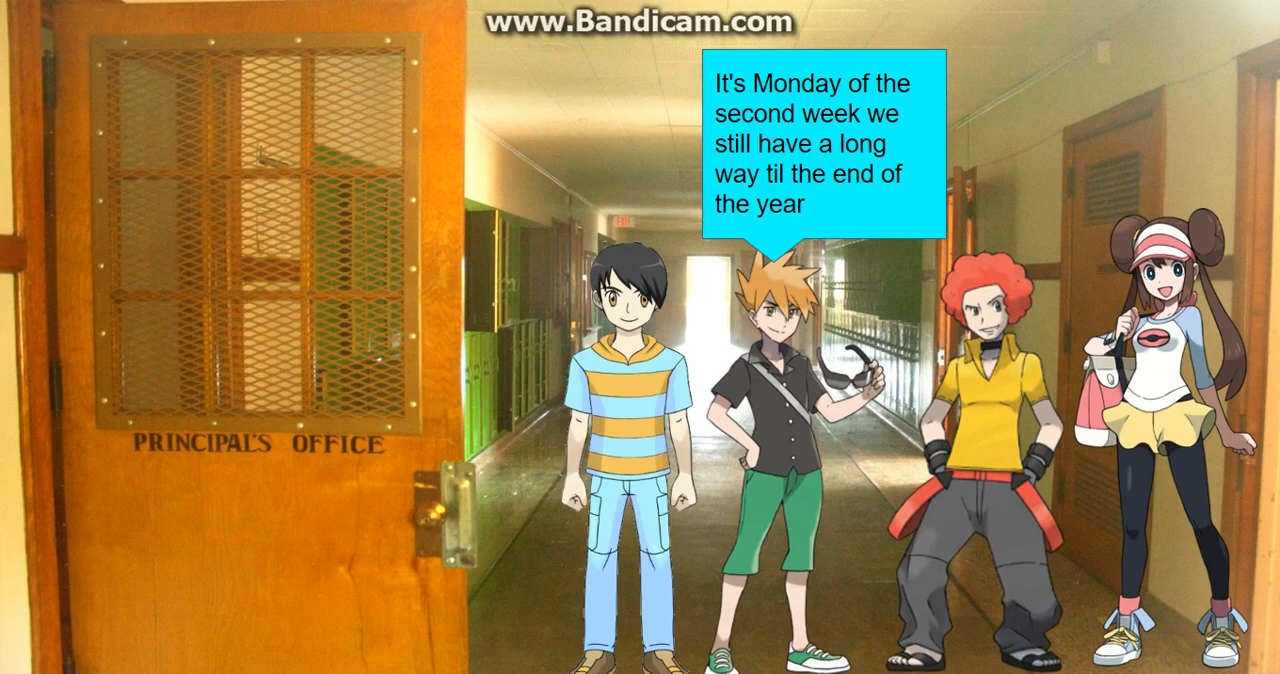 www.Bandicam.com
It's Monday of the
second week we
still have a long
way til the end of
the year
EXIT
PRINCIPAL'S OFFICE